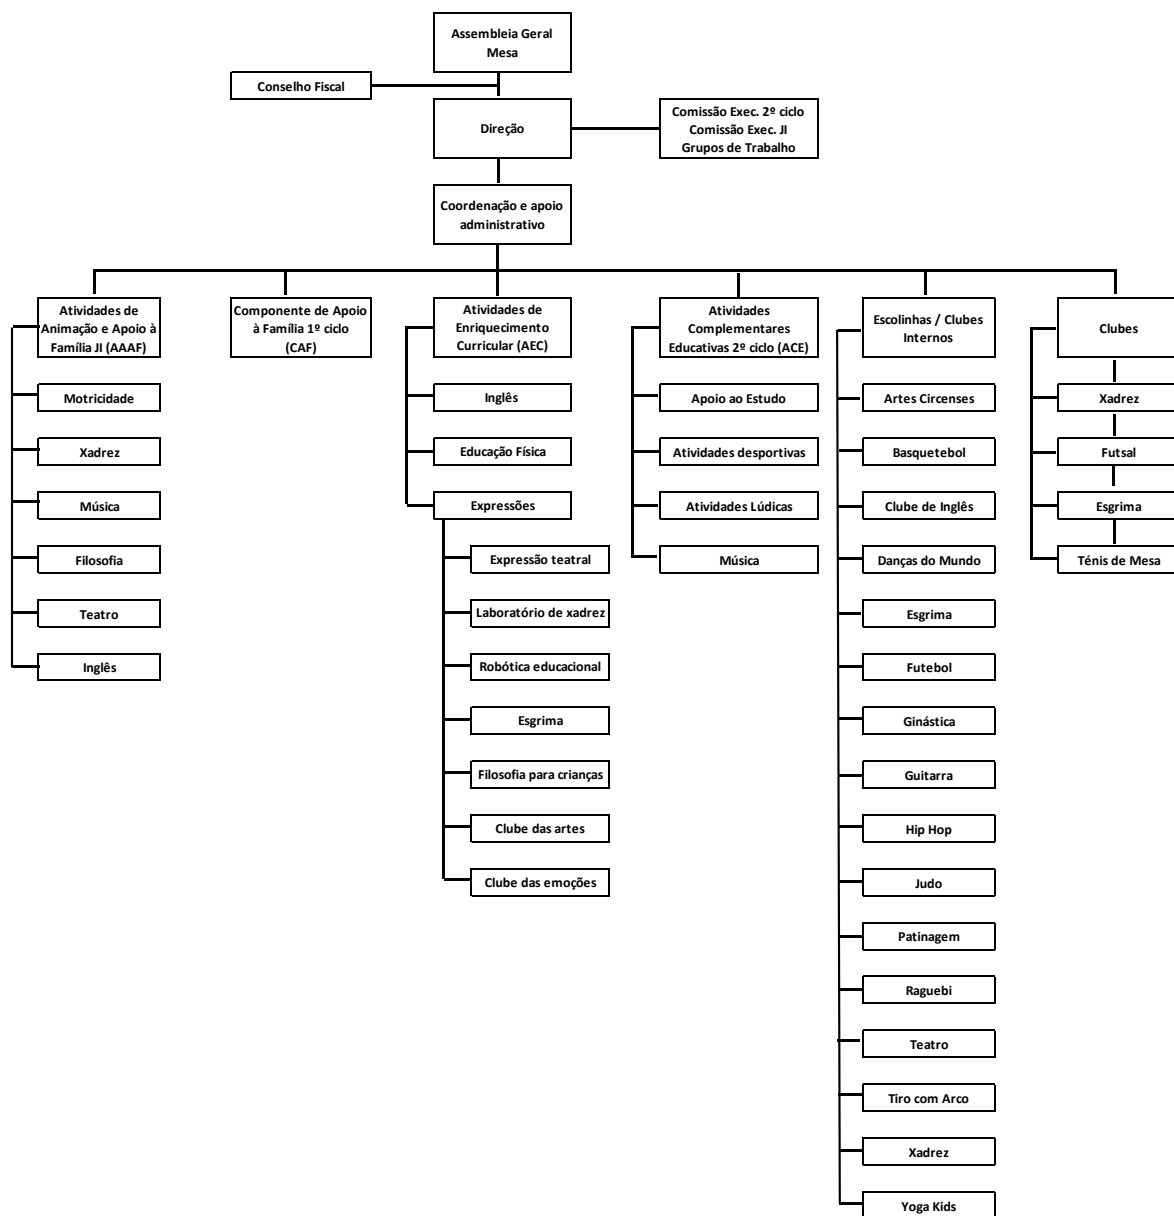 Assembleia Geral
Mesa
Conselho Fiscal
Direção
Comissão Exec. 2º ciclo
Comissão Exec. JI
Grupos de Trabalho
Coordenação e apoio
administrativo
Atividades de
Animação e Apoio à
Família JI (AAAF)
Motricidade
Xadrez
Música
Filosofia
Teatro
Inglês
Componente de Apoio
à Família 1º ciclo
(CAF)
Atividades de
Enriquecimento
Curricular (AEC)
Inglês
Educação Física
Expressões
Expressão teatral
Laboratório de xadrez
Robótica educacional
Esgrima
Filosofia para crianças
Clube das artes
Clube das emoções
Atividades
Complementares
Educativas 2º ciclo (ACE)
Apoio ao Estudo
Atividades desportivas
Atividades Lúdicas
Música
Escolinhas / Clubes
Internos
Artes Circenses
Basquetebol
Clube de Inglês
Danças do Mundo
Esgrima
Futebol
Ginástica
Guitarra
Hip Hop
Judo
Patinagem
Raguebi
Teatro
Tiro com Arco
Xadrez
Yoga Kids
Clubes
Xadrez
Futsal
Esgrima
Ténis de Mesa